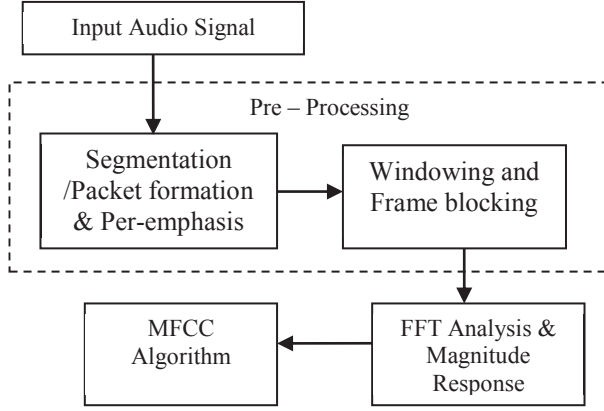 Input Audio Signal
Pre – Processing
Segmentation
/Packet formation
& Per-emphasis
Windowing and
Frame blocking
MFCC
Algorithm
FFT Analysis &
Magnitude
Response